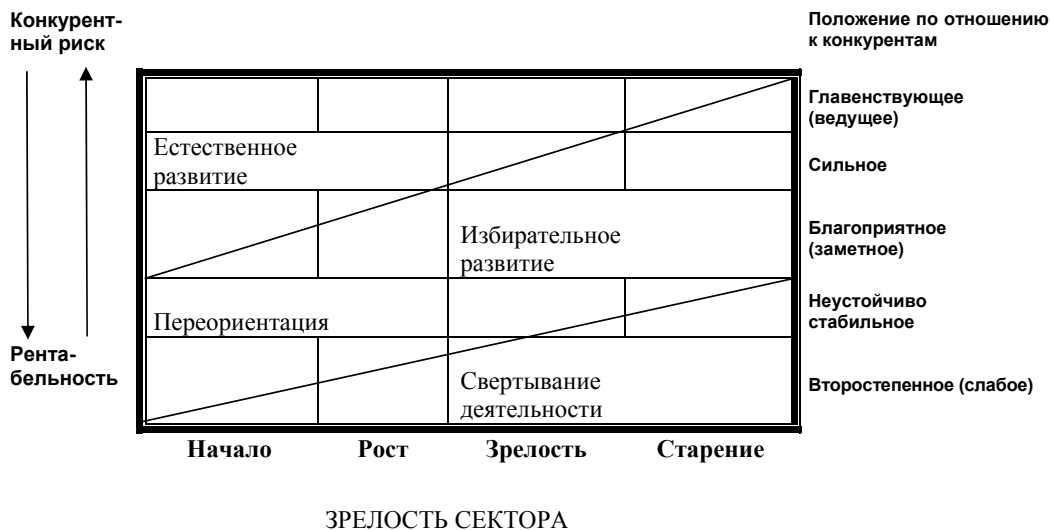 Конкурент-
ный риск
Положение по отношению
к конкурентам
Главенствующее
(ведущее)
Естественное
развитие
Сильное
Избирательное
развитие
Благоприятное
(заметное)
Переориентация
Неустойчиво
стабильное
Рента-
бельность
Свертывание
деятельности
Второстепенное (слабое)
Начало Рост Зрелость Старение
ЗРЕЛОСТЬ СЕКТОРА